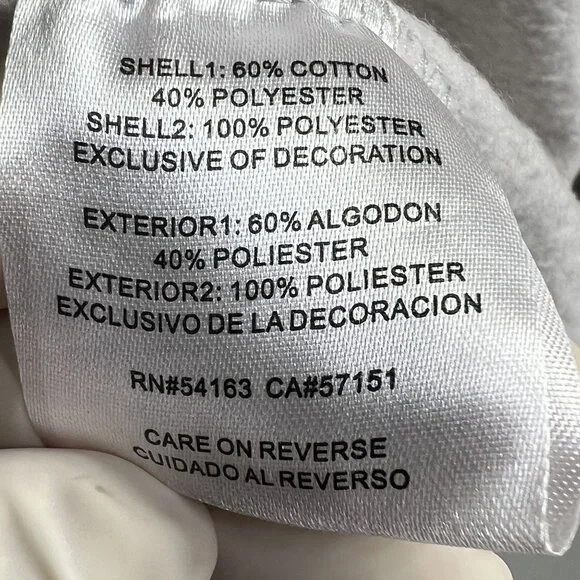 SHELL1: 60% COTTON
40% POLYESTER
SHELL2: 100% POLYESTER
EXCLUSIVE OF DECORATION
EXTERIOR1: 60% ALGODON
40% POLIESTER
EXTERIOR2: 100% POLIESTER
EXCLUSIVO DE LA DECORACION
RN#54163 CA#57151
CARE ON REVERSE
CUIDADO AL REVERSO